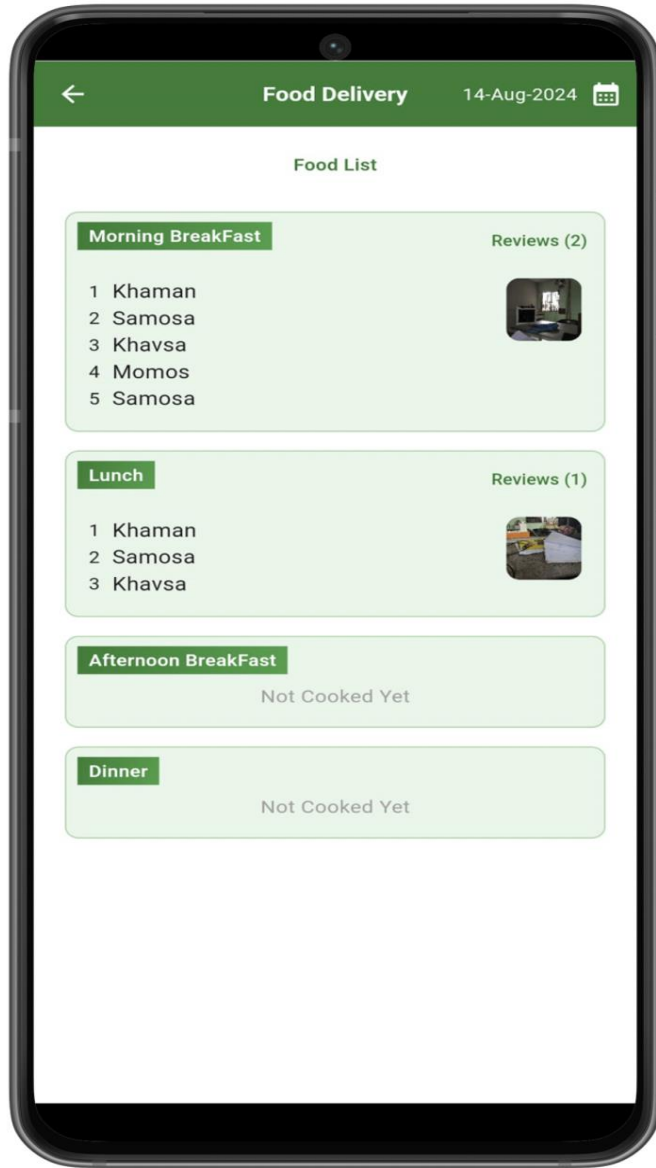 Food Delivery 14-Aug-2024
Food List
Morning BreakFast Reviews (2)
1 Khaman
2 Samosa
3 Khavsa
4 Momos
5 Samosa
Lunch Reviews (1)
1 Khaman
2 Samosa
3 Khavsa
Afternoon BreakFast
Not Cooked Yet
Dinner
Not Cooked Yet